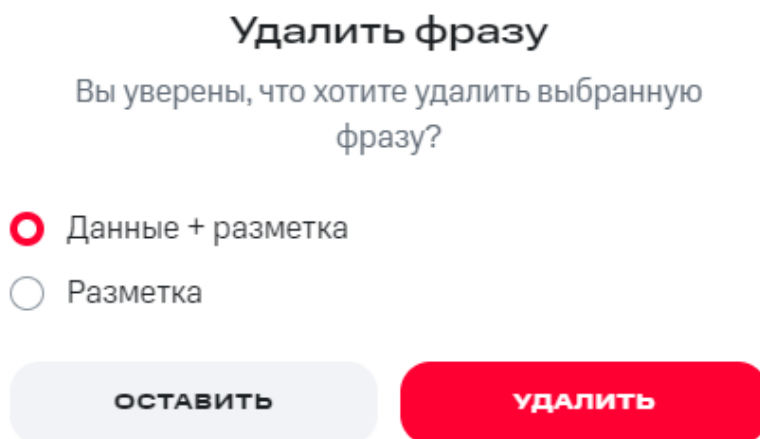 Удалить фразу
Вы уверены, что хотите удалить выбранную
фразу?
Данные + разметка
Разметка
ОСТАВИТЬ
УДАЛИТЬ